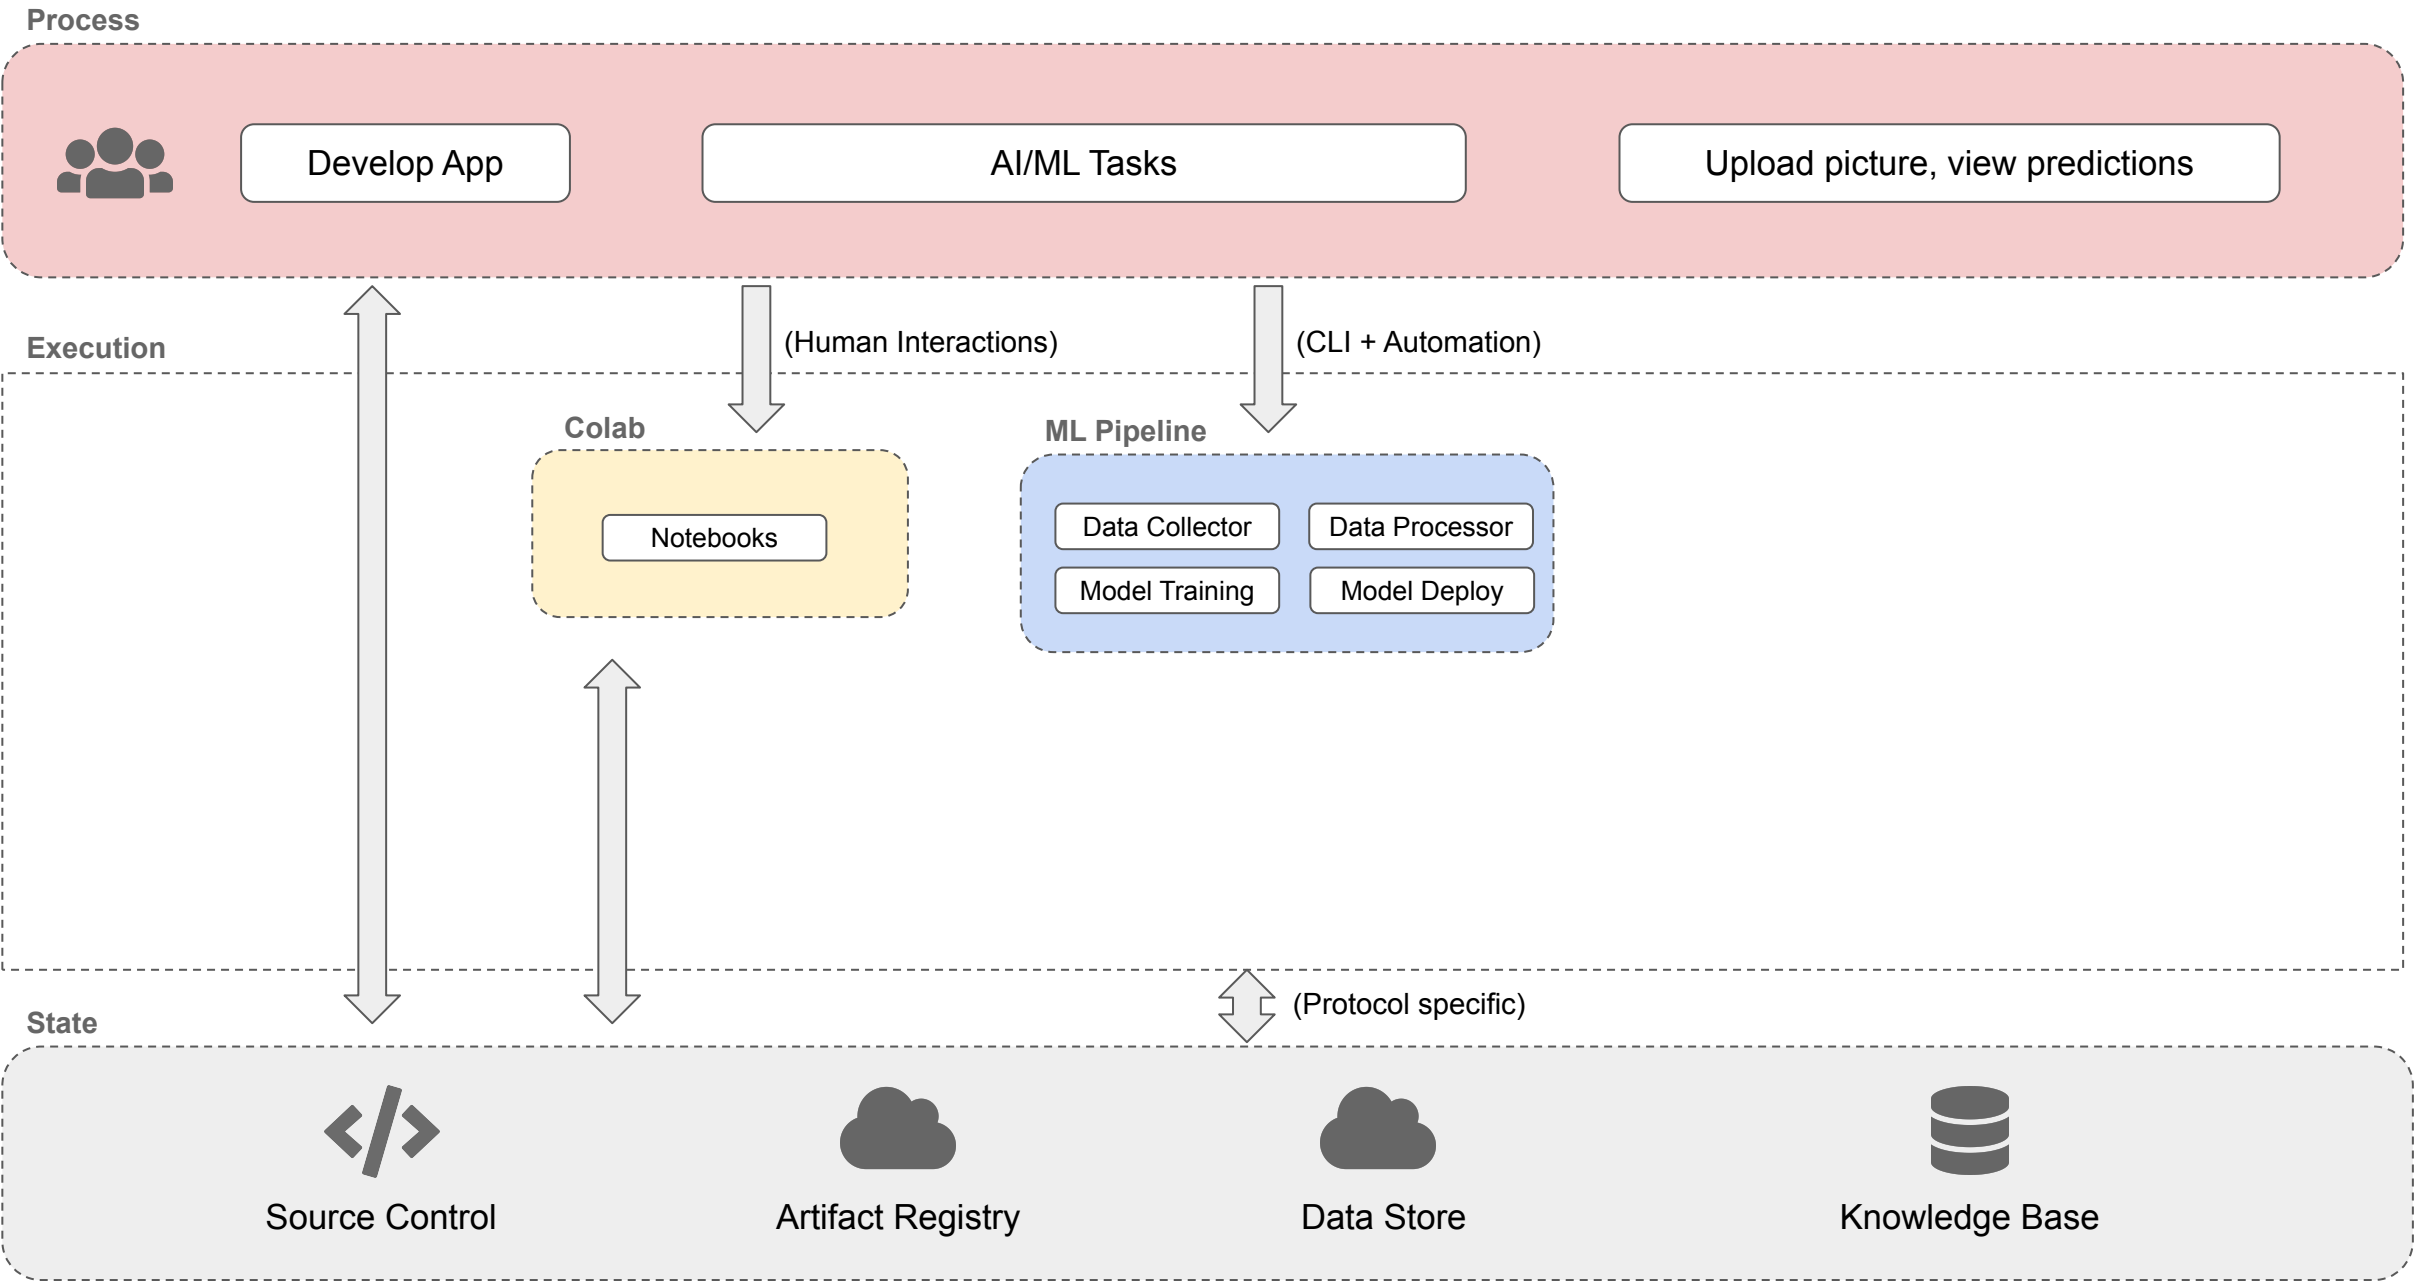 Process
Develop App
AI/ML Tasks
Upload picture, view predictions
(Human Interactions)
(CLI + Automation)
Execution
Colab
ML Pipeline
Notebooks
Data Collector
Data Processor
Model Training
Model Deploy
(Protocol specific)
State
Source Control
Artifact Registry
Data Store
Knowledge Base